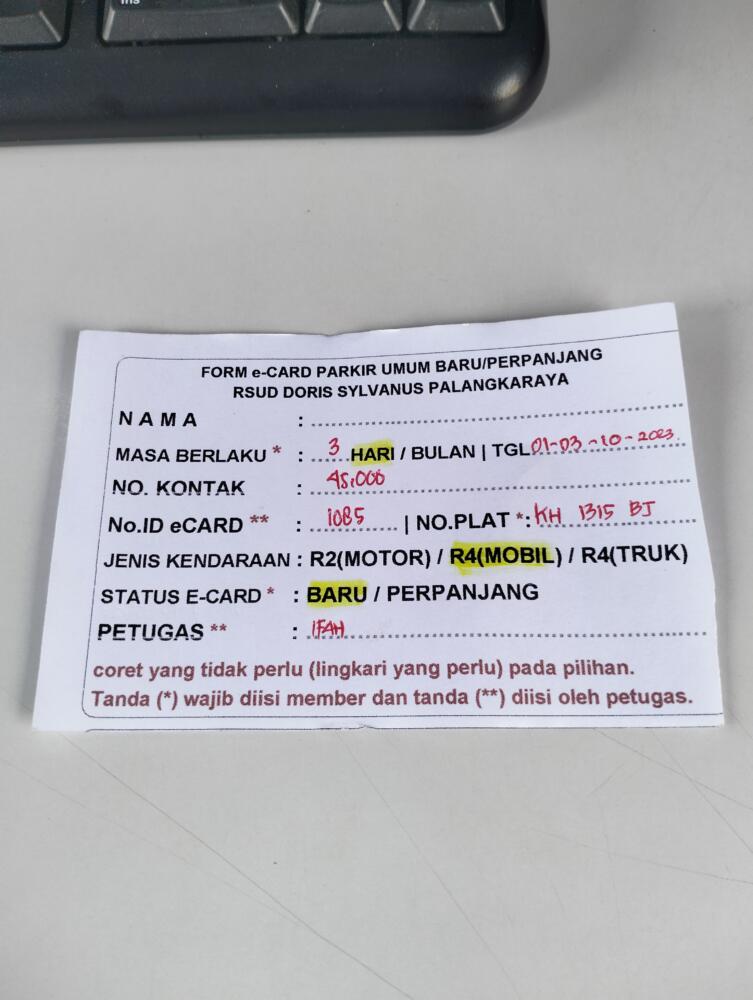 Ins
FORM e-CARD PARKIR UMUM BARU/PERPANJANG
RSUD DORIS SYLVANUS PALANGKARAYA
N A M A :
MASA BERLAKU * : 3 HARI / BULAN | TGL 01-03-10-2023.
NO. KONTAK : 45.000
No.ID eCARD ** : 1085 | NO.PLAT *: KH 1315 BJ
JENIS KENDARAAN : R2(MOTOR) / R4(MOBIL) / R4(TRUK)
STATUS E-CARD * : BARU / PERPANJANG
PETUGAS ** : IFAH
coret yang tidak perlu (lingkari yang perlu) pada pilihan.
Tanda (*) wajib diisi member dan tanda (**) diisi oleh petugas.